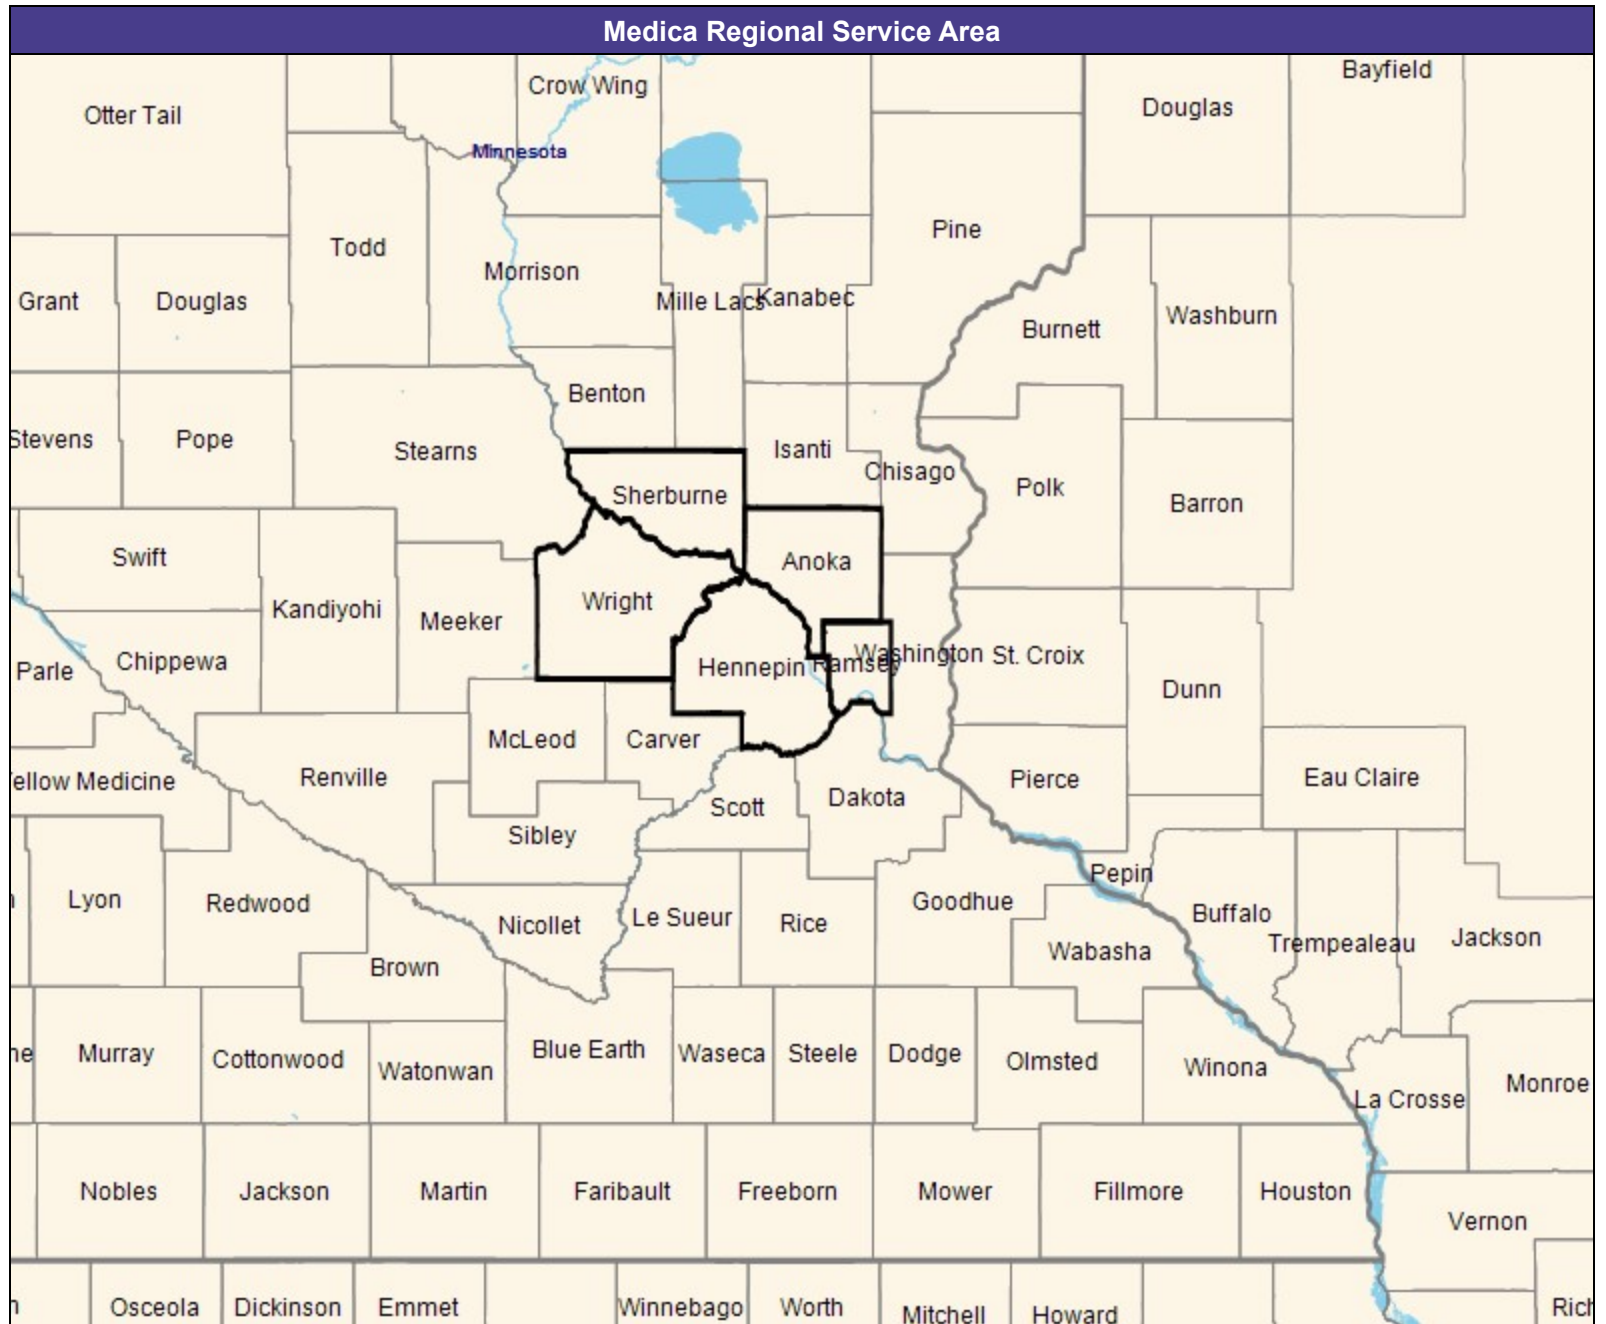 Medica Regional Service Area
Bayfield
Crow Wing
Douglas
Otter Tail
Minnesota
Pine
Todd
Morrison
Grant
Douglas
Mille Lacs
Kanabec
Washburn
Burnett
Benton
Stevens
Pope
Stearns
Isanti
Chisago
Polk
Sherburne
Barron
Swift
Anoka
Wright
Kandiyohi
Meeker
Washington
St. Croix
Parle
Chippewa
Hennepin
Ramsey
Dunn
McLeod
Carver
Renville
Pierce
Eau Claire
ellow Medicine
Scott
Dakota
Sibley
Pepin
Lyon
Redwood
Goodhue
Buffalo
Nicollet
Le Sueur
Rice
Trempealeau
Jackson
Wabasha
Brown
ne
Murray
Cottonwood
Watonwan
Blue Earth
Waseca
Steele
Dodge
Olmsted
Winona
La Crosse
Monroe
Nobles
Jackson
Martin
Faribault
Freeborn
Mower
Fillmore
Houston
Vernon
Osceola
Dickinson
Emmet
Winnebago
Worth
Mitchell
Howard
Rich